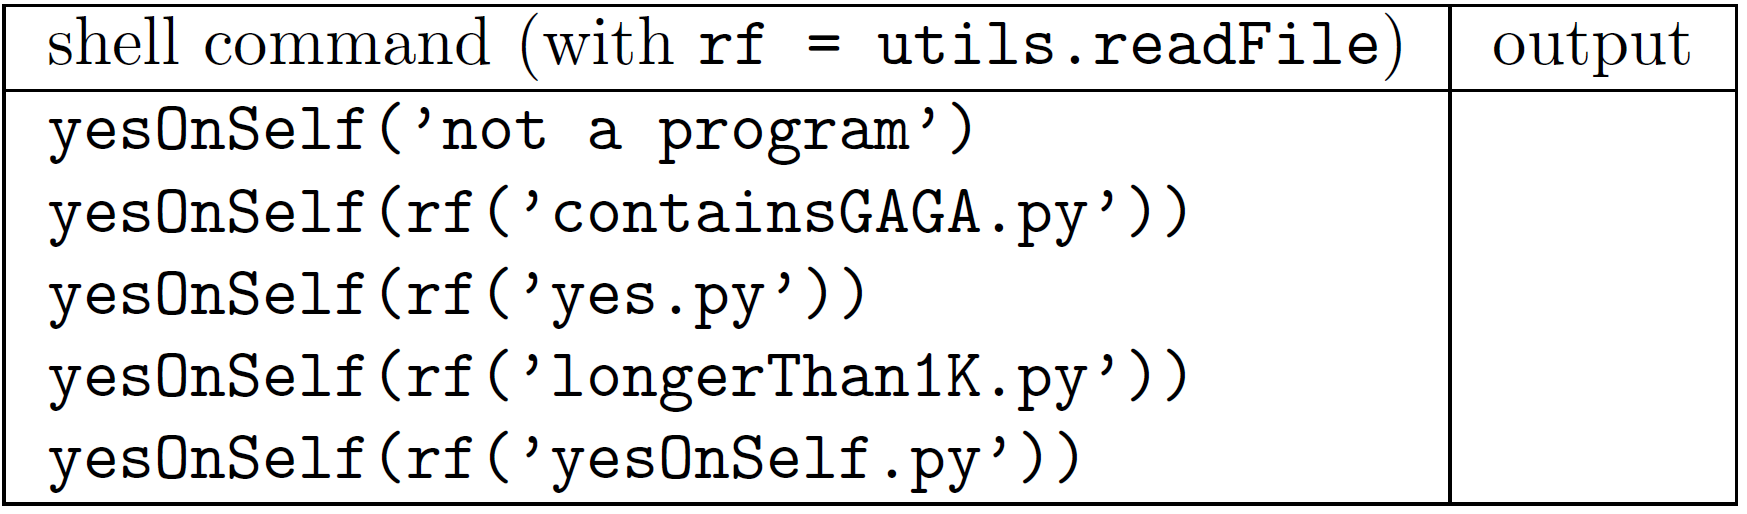 shell command (with rf = utils.readFile) output
yesOnSelf('not a program')
yesOnSelf(rf('containsGAGA.py'))
yesOnSelf(rf('yes.py'))
yesOnSelf(rf('longerThan1K.py'))
yesOnSelf(rf('yesOnSelf.py'))